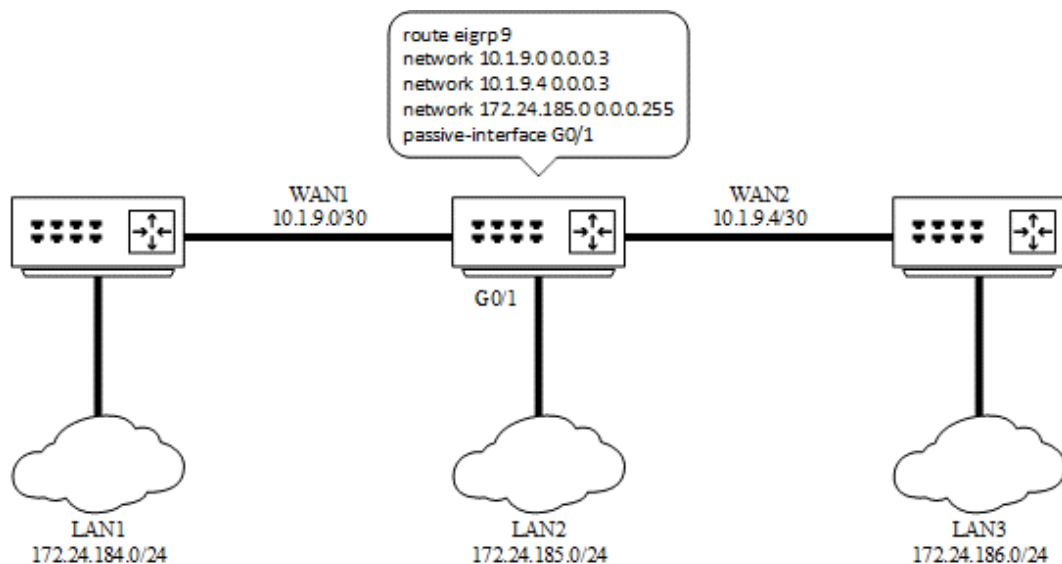 route eigrp 9
network 10.1.9.0 0.0.0.3
network 10.1.9.4 0.0.0.3
network 172.24.185.0 0.0.0.255
passive-interface G0/1
WAN1
10.1.9.0/30
WAN2
10.1.9.4/30
G0/1
LAN1
172.24.184.0/24
LAN2
172.24.185.0/24
LAN3
172.24.186.0/24